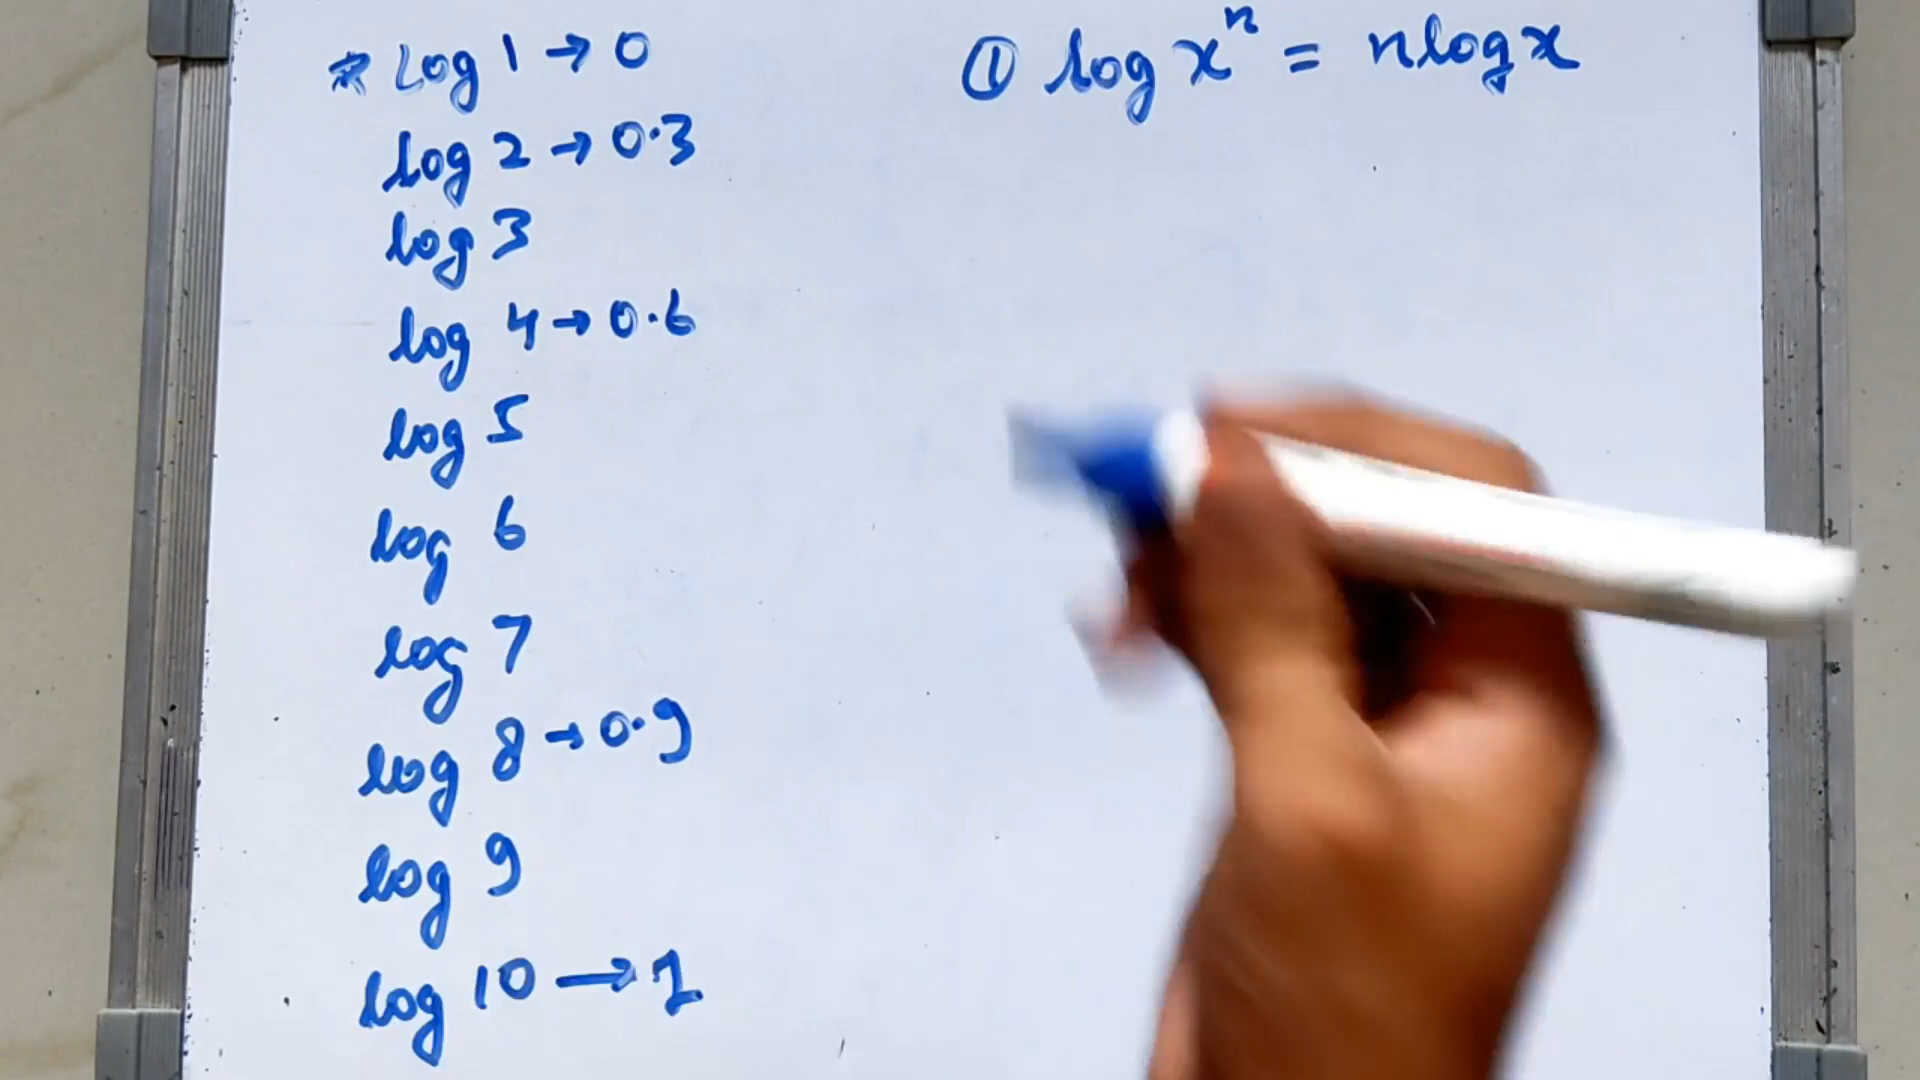 * Log 1 → 0
log 2 → 0.3
log 3
log 4 → 0.6
log 5
log 6
log 7
log 8 → 0.9
log 9
log 10 → 1
① log xⁿ = n log x